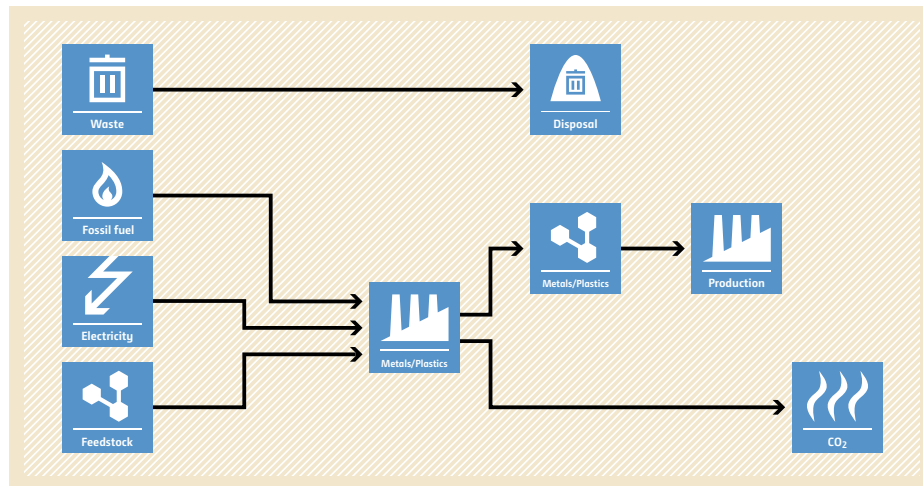 Waste
Disposal
Fossil fuel
Metals/Plastics
Production
Electricity
Metals/Plastics
Feedstock
CO₂